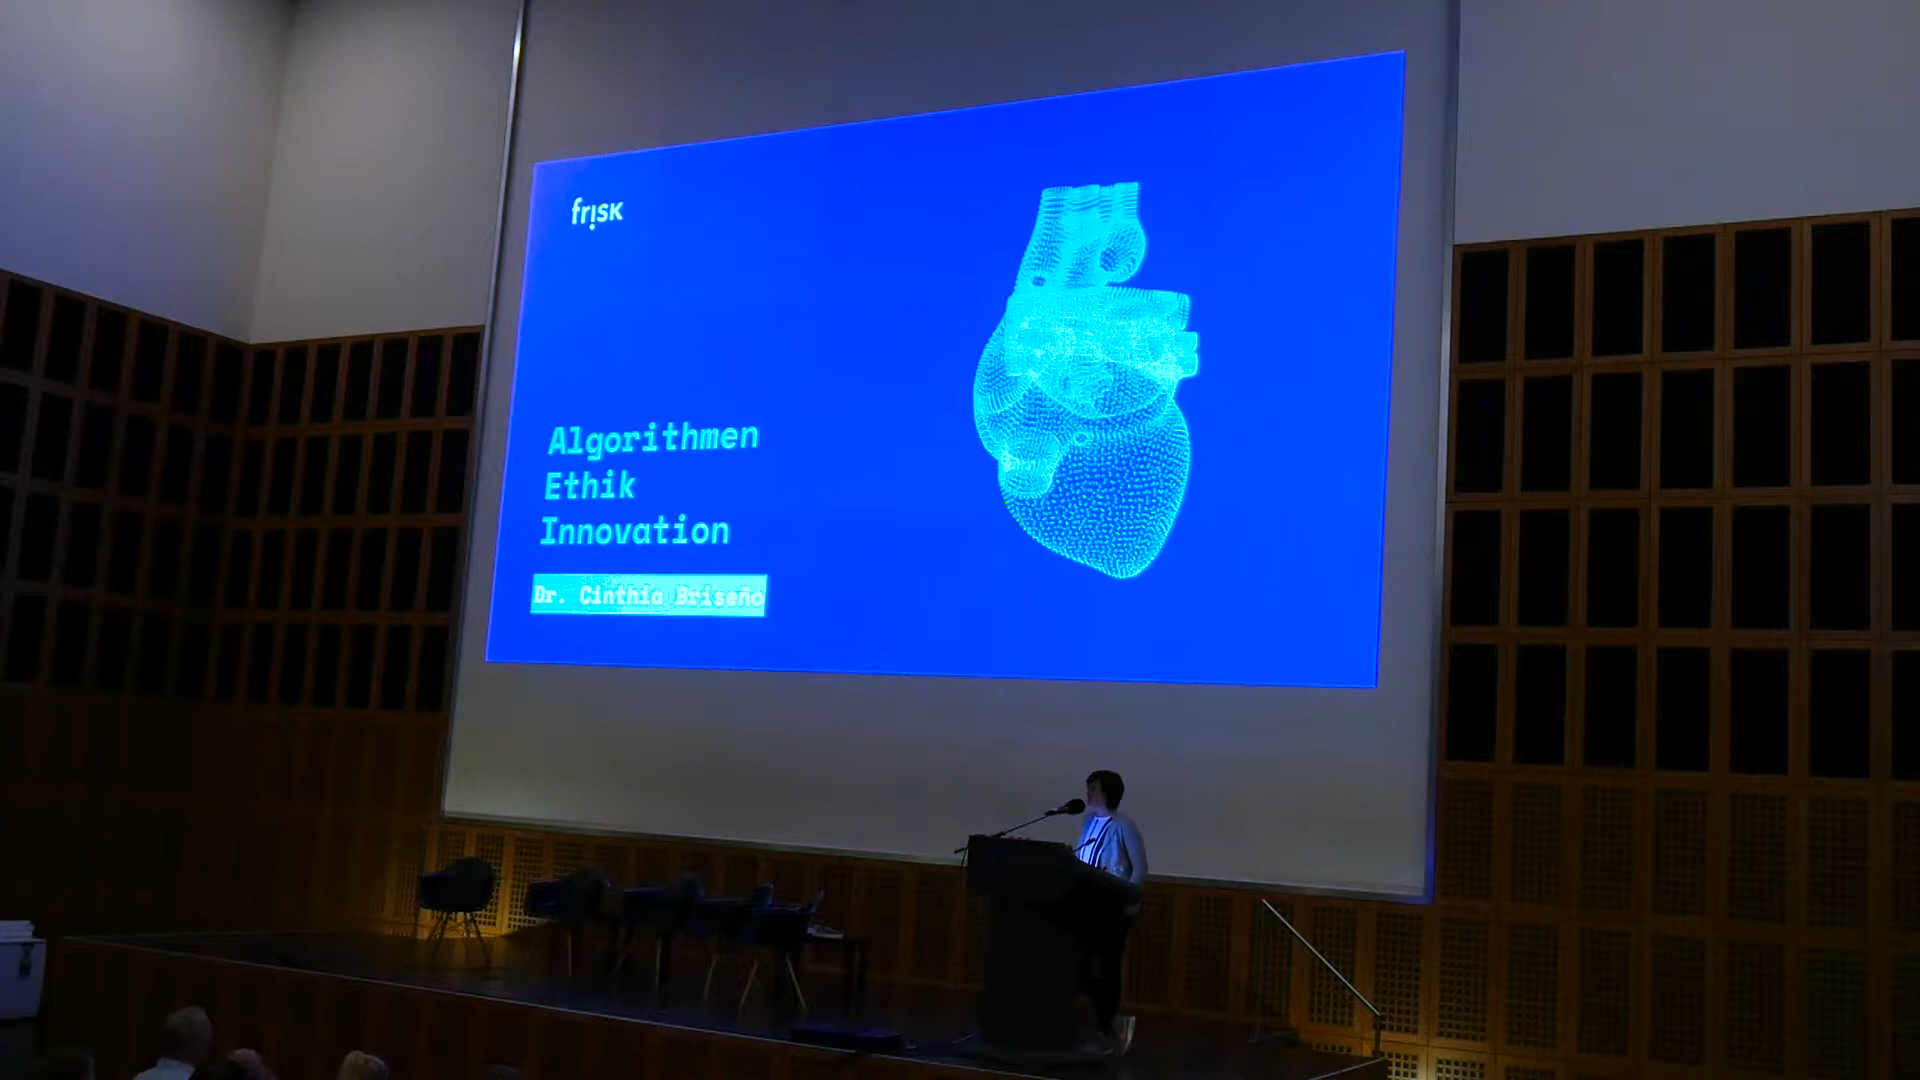 frisk
Algorithmen
Ethik
Innovation
Dr. Cinthia Briseño